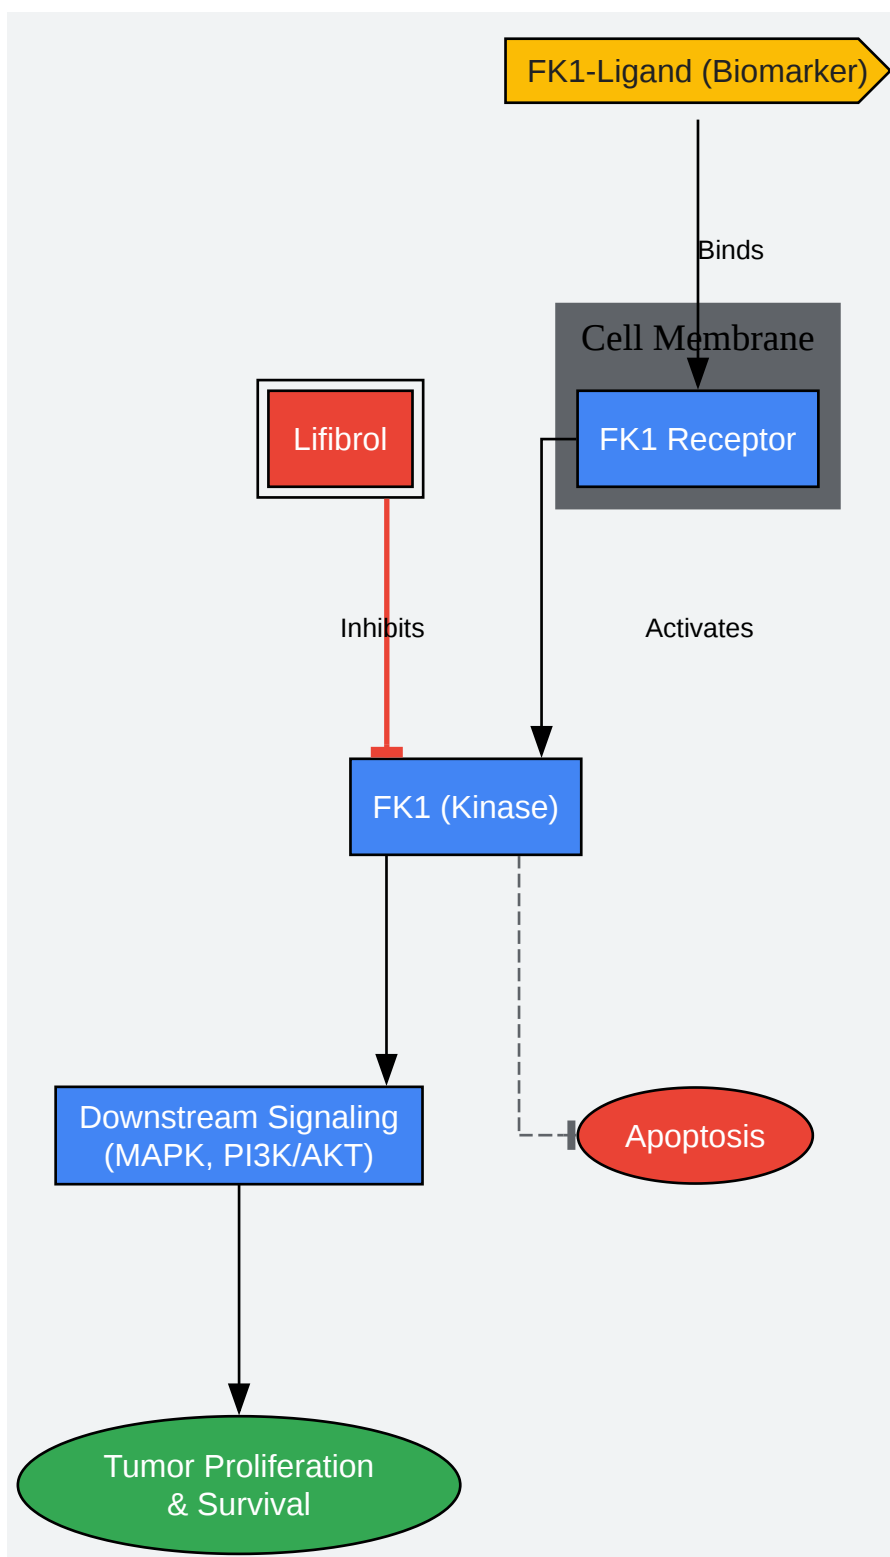 FK1-Ligand (Biomarker)
Binds
Cell Membrane
Lifibrol
FK1 Receptor
Inhibits
Activates
FK1 (Kinase)
Downstream Signaling
(MAPK, PI3K/AKT)
Apoptosis
Tumor Proliferation
& Survival